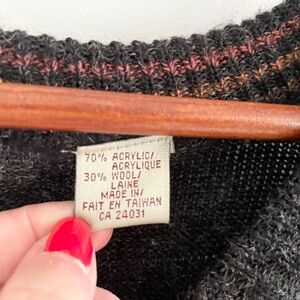 70% ACRYLIC/
ACRYLIQUE
30% WOOL/
LAINE
MADE IN/
FAIT EN TAIWAN
CA 24031